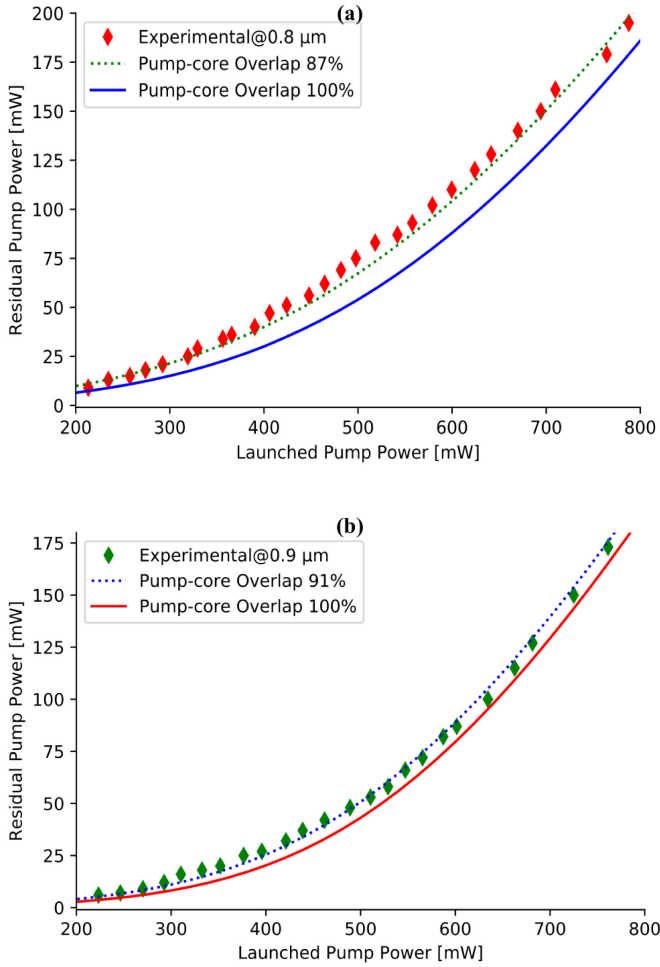 (a)
Experimental@0.8 µm
Pump-core Overlap 87%
Pump-core Overlap 100%
Residual Pump Power [mW]
200
175
150
125
100
75
50
25
0
200 300 400 500 600 700 800
Launched Pump Power [mW]
(b)
Experimental@0.9 µm
Pump-core Overlap 91%
Pump-core Overlap 100%
Residual Pump Power [mW]
175
150
125
100
75
50
25
0
200 300 400 500 600 700 800
Launched Pump Power [mW]